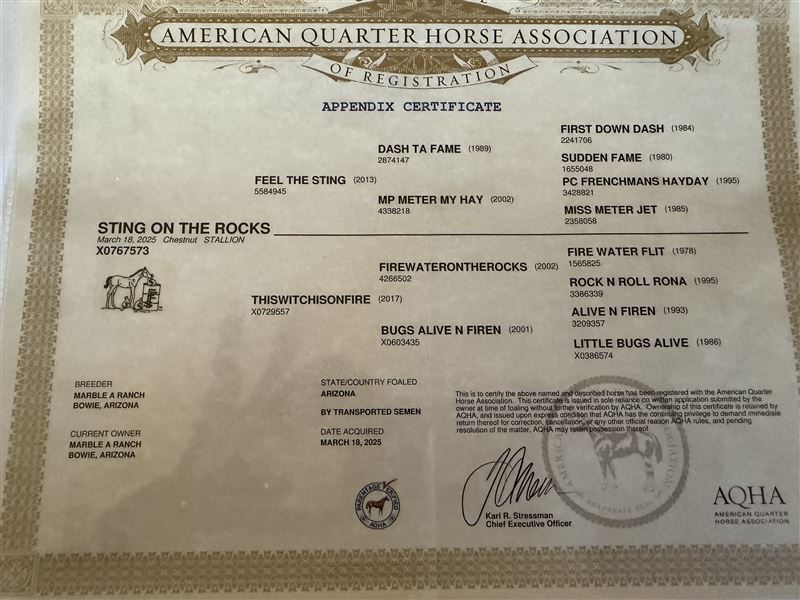 AMERICAN QUARTER HORSE ASSOCIATION
OF REGISTRATION
APPENDIX CERTIFICATE
FIRST DOWN DASH (1984)
2241706
DASH TA FAME (1989)
2874147
SUDDEN FAME (1980)
1655048
FEEL THE STING (2013)
5584945
PC FRENCHMANS HAYDAY (1995)
3428821
MP METER MY HAY (2002)
4338218
MISS METER JET (1985)
2358058
STING ON THE ROCKS
March 18, 2025 Chestnut STALLION
X0767573
FIRE WATER FLIT (1978)
1565825
FIREWATERONTHEROCKS (2002)
4266502
ROCK N ROLL RONA (1995)
3386339
THISWITCHISONFIRE (2017)
X0729557
ALIVE N FIREN (1993)
3209357
BUGS ALIVE N FIREN (2001)
X0603435
LITTLE BUGS ALIVE (1986)
X0386574
BREEDER
MARBLE A RANCH
BOWIE, ARIZONA
CURRENT OWNER
MARBLE A RANCH
BOWIE, ARIZONA
STATE/COUNTRY FOALED
ARIZONA
BY TRANSPORTED SEMEN
DATE ACQUIRED
MARCH 18, 2025
This is to certify the above named and described horse has been registered with the American Quarter
Horse Association. This certificate is issued in sole reliance on written application submitted by the
owner at time of foaling without further verification by AQHA. Ownership of this certificate is retained by
AQHA, and issued upon express condition that AQHA has the continuing privilege to demand immediate
return thereof for correction, cancellation or any other official reason AQHA rules, and pending
resolution of the matter, AQHA may retain possession thereof.
PARENTAGE VERIFIED
AQHA
Karl R. Stressman
Chief Executive Officer
CORPORATE SEAL
AQHA
AMERICAN QUARTER
HORSE ASSOCIATION